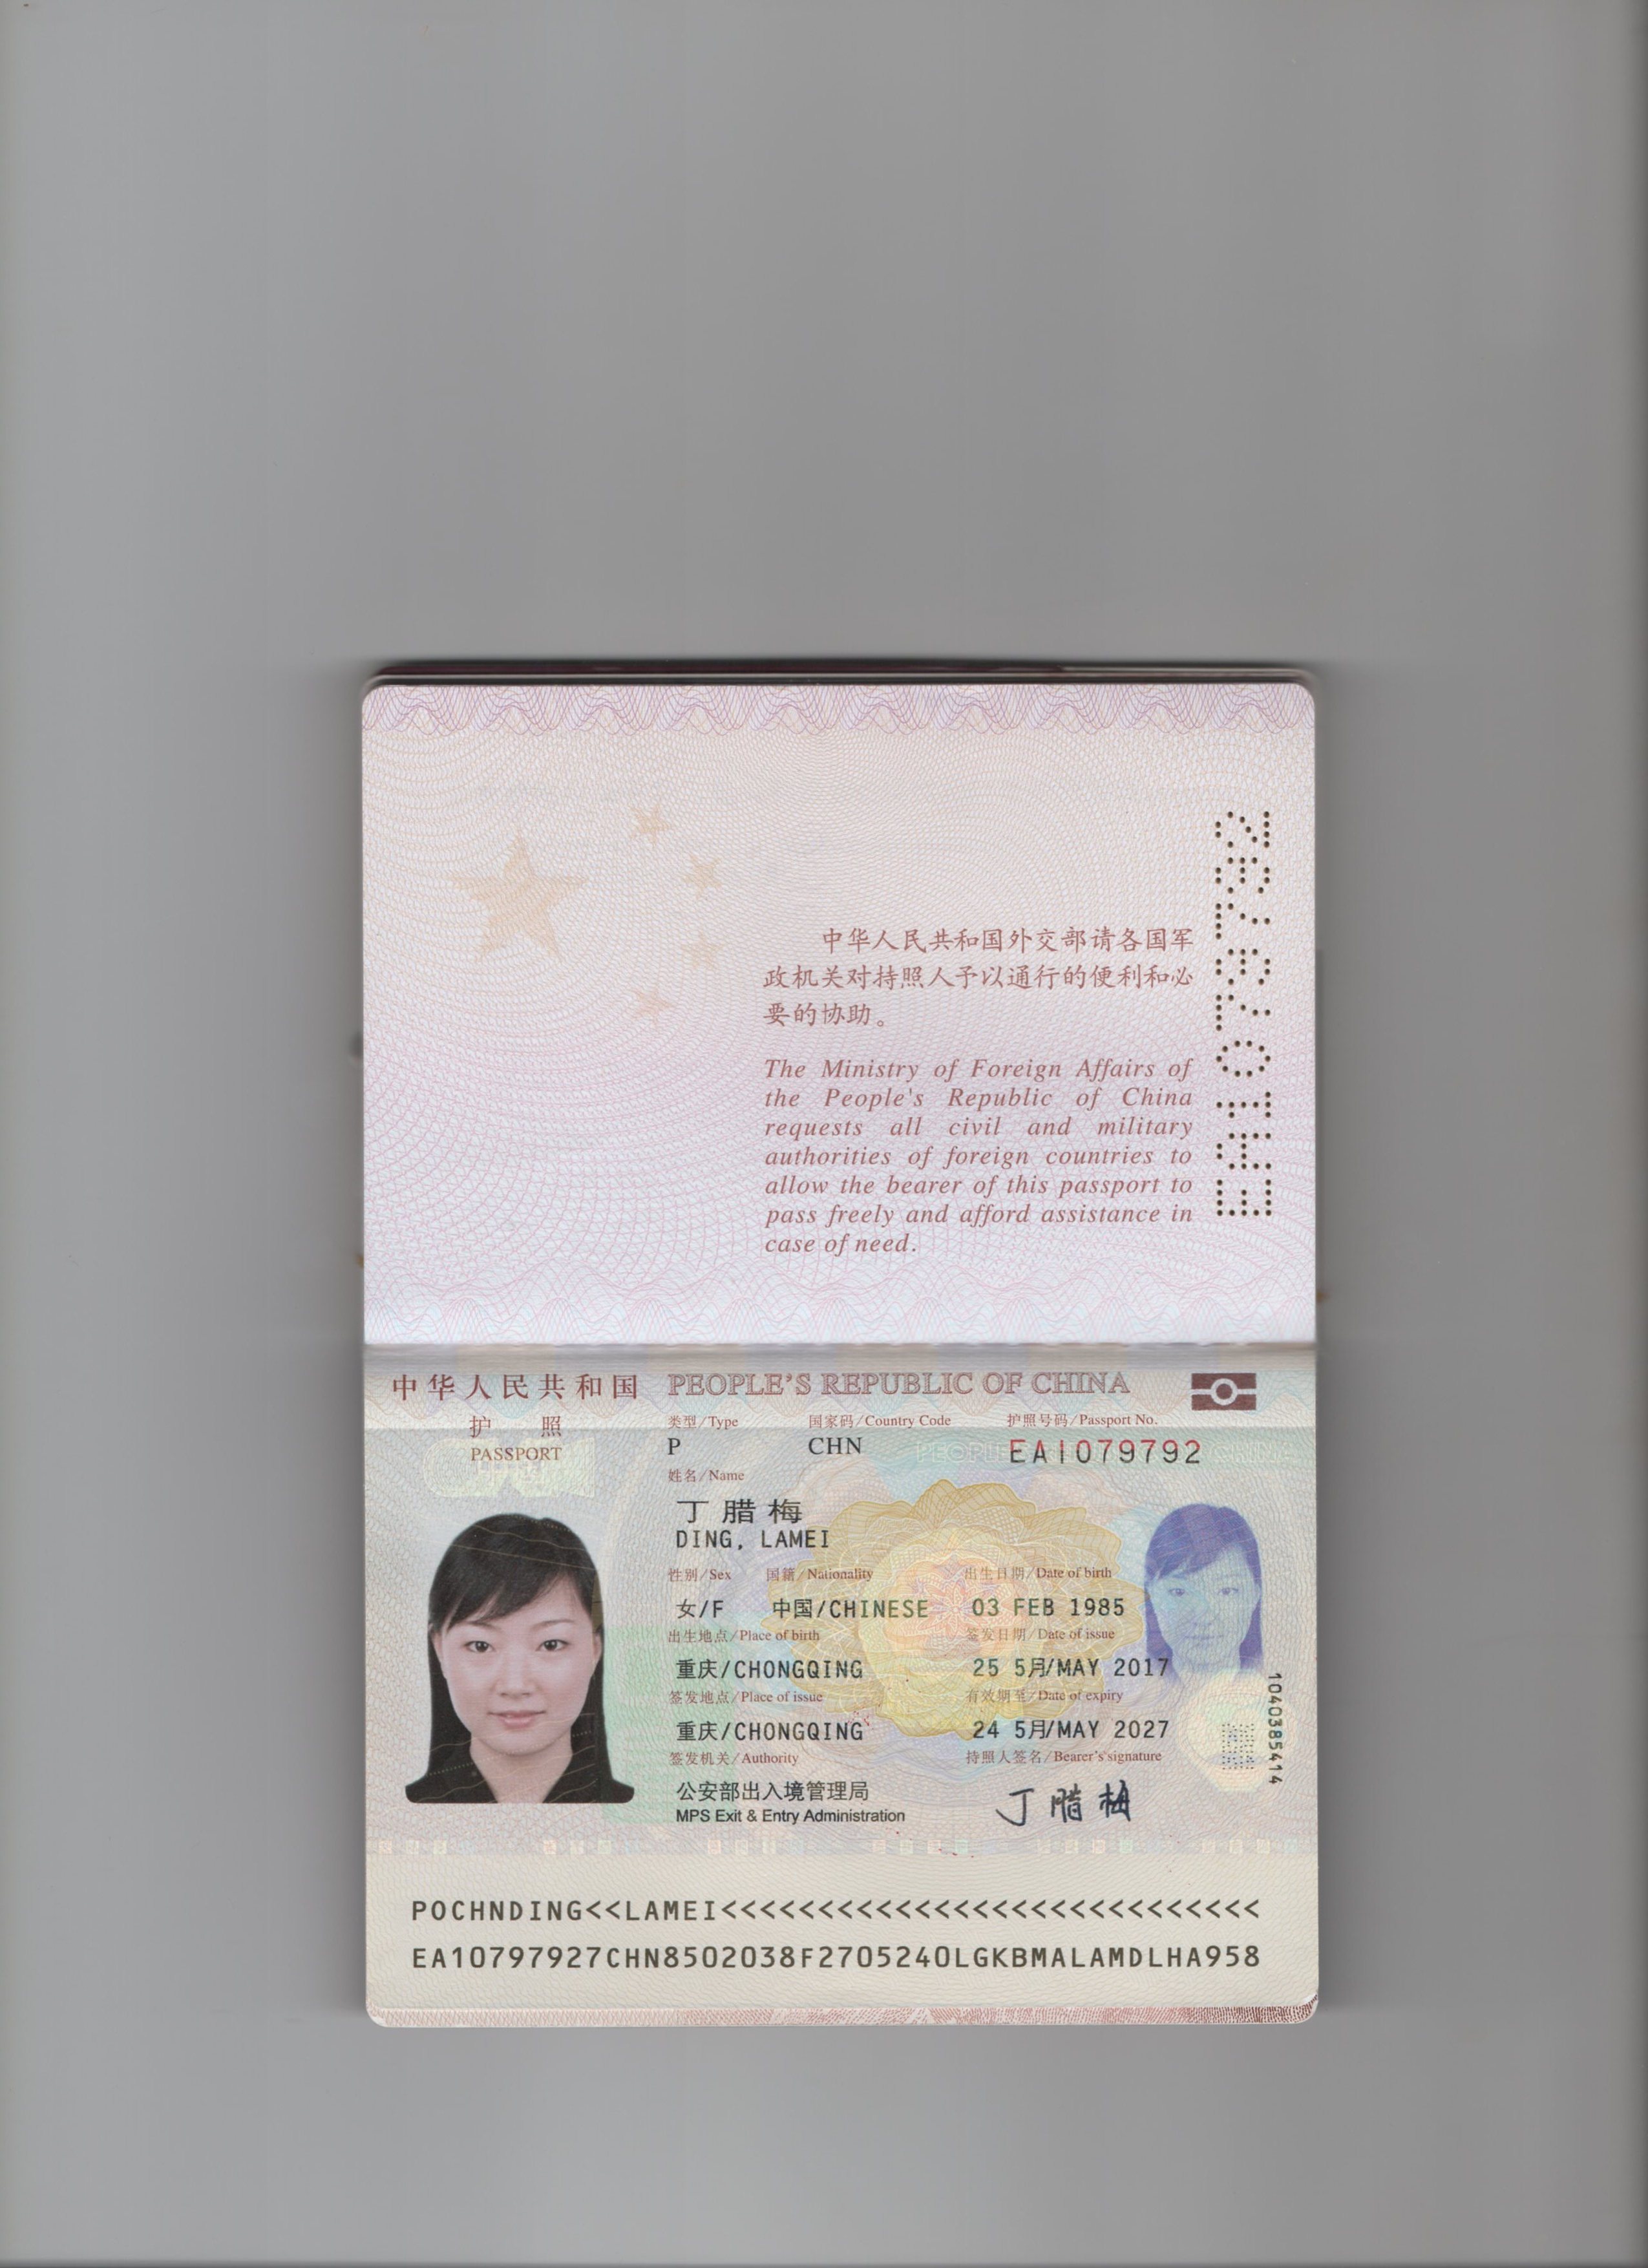 中华人民共和国外交部请各国军
政机关对持照人予以通行的便利和必
要的协助。
The Ministry of Foreign Affairs of
the People's Republic of China
requests all civil and military
authorities of foreign countries to
allow the bearer of this passport to
pass freely and afford assistance in
case of need.
EA1079792
中华人民共和国 PEOPLE'S REPUBLIC OF CHINA
护 照
PASSPORT
类型/Type 国家码/Country Code 护照号码/Passport No.
P CHN EA1079792
姓名/Name
丁腊梅
DING, LAMEI
性别/Sex 国籍/Nationality 出生日期/Date of birth
女/F 中国/CHINESE 03 FEB 1985
出生地点/Place of birth 签发日期/Date of issue
重庆/CHONGQING 25 5月/MAY 2017
签发地点/Place of issue 有效期至/Date of expiry
重庆/CHONGQING 24 5月/MAY 2027
签发机关/Authority 持照人签名/Bearer's signature
公安部出入境管理局
MPS Exit & Entry Administration
丁腊梅
1040385414
POCHNDING<<LAMEI<<<<<<<<<<<<<<<<<<<<<<<<<<<<
EA10797927CHN8502038F2705240LGKBMALAMDLHA958